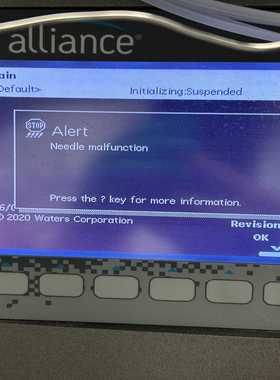 alliance®
ain
Default>
Initializing:Suspended
STOP
Alert
Needle malfunction
Press the ? key for more information.
© 2020 Waters Corporation
Revision
OK